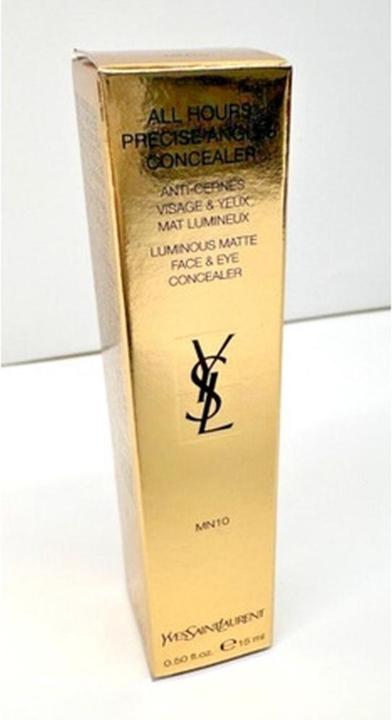 ALL HOURS
PRECISE ANGLES
CONCEALER
ANTI-CERNES
VISAGE & YEUX
MAT LUMINEUX
LUMINOUS MATTE
FACE & EYE
CONCEALER
YSL
MN10
YVESSAINTLAURENT
0.50 fl.oz. ℮ 15 ml